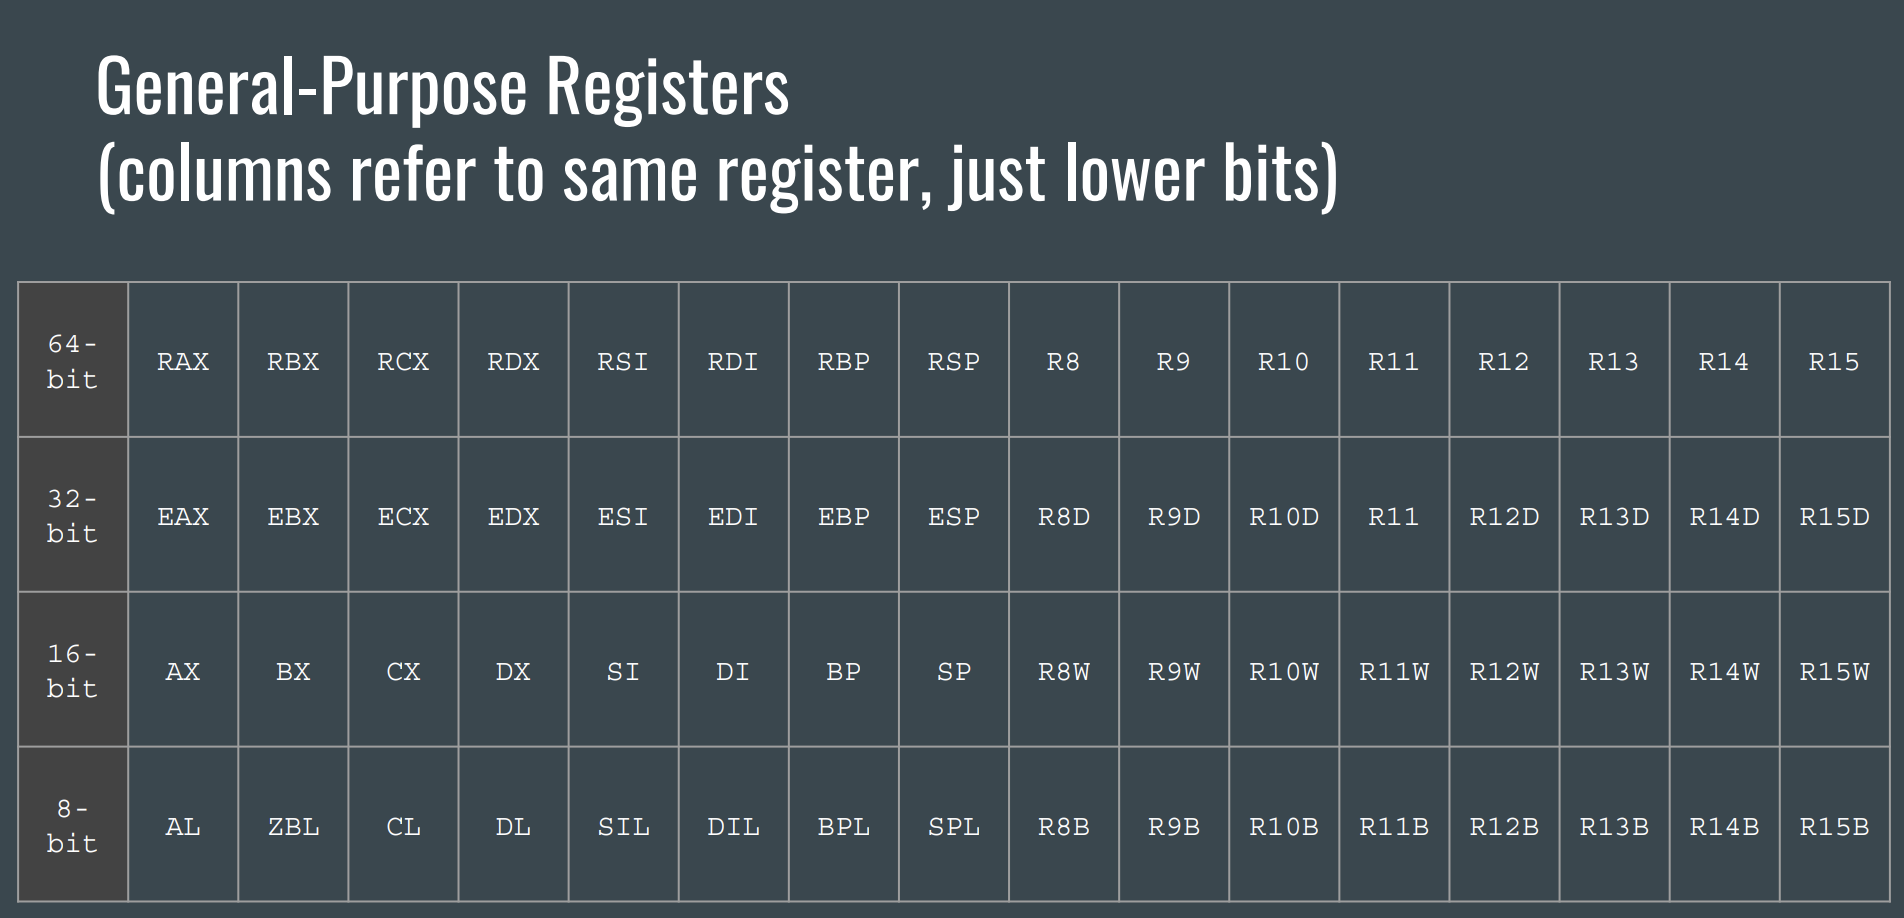 General-Purpose Registers
(columns refer to same register, just lower bits)
64-
bit
RAX RBX RCX RDX RSI RDI RBP RSP R8 R9 R10 R11 R12 R13 R14 R15
32-
bit
EAX EBX ECX EDX ESI EDI EBP ESP R8D R9D R10D R11 R12D R13D R14D R15D
16-
bit
AX BX CX DX SI DI BP SP R8W R9W R10W R11W R12W R13W R14W R15W
8-
bit
AL ZBL CL DL SIL DIL BPL SPL R8B R9B R10B R11B R12B R13B R14B R15B